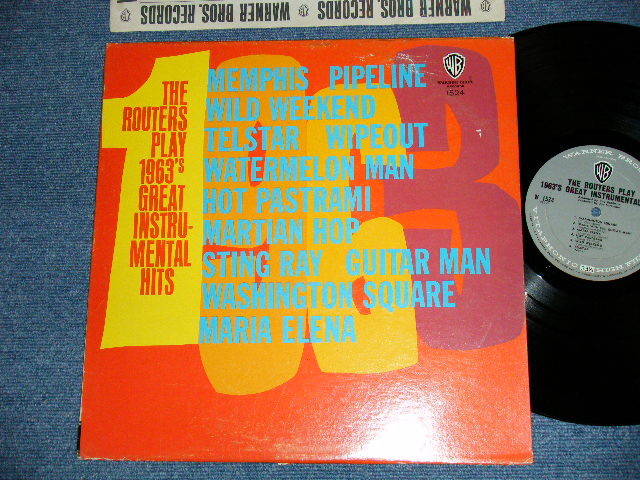 WARNER BROS. RECORDS
WARNER BROS. RECORDS
THE
ROUTERS
PLAY
1963's
GREAT
INSTRU-
MENTAL
HITS
MEMPHIS PIPELINE
WILD WEEKEND
TELSTAR WIPEOUT
WATERMELON MAN
HOT PASTRAMI
MARTIAN HOP
STING RAY GUITAR MAN
WASHINGTON SQUARE
MARIA ELENA
WB
1524
WB
THE ROUTERS PLAY
1963'S GREAT INSTRUMENTAL
W 1524
VITAPHONIC HIGH